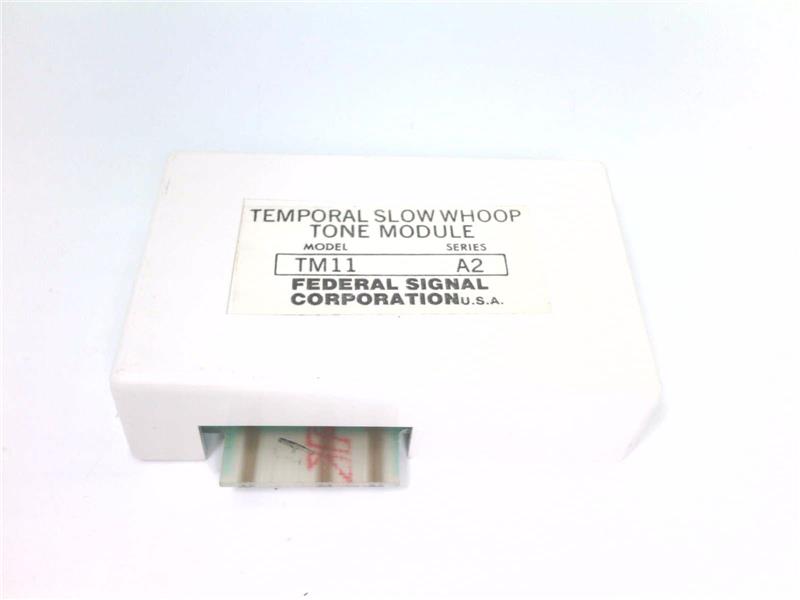 TEMPORAL SLOW WHOOP
TONE MODULE
MODEL SERIES
TM11 A2
FEDERAL SIGNAL
CORPORATION U.S.A.